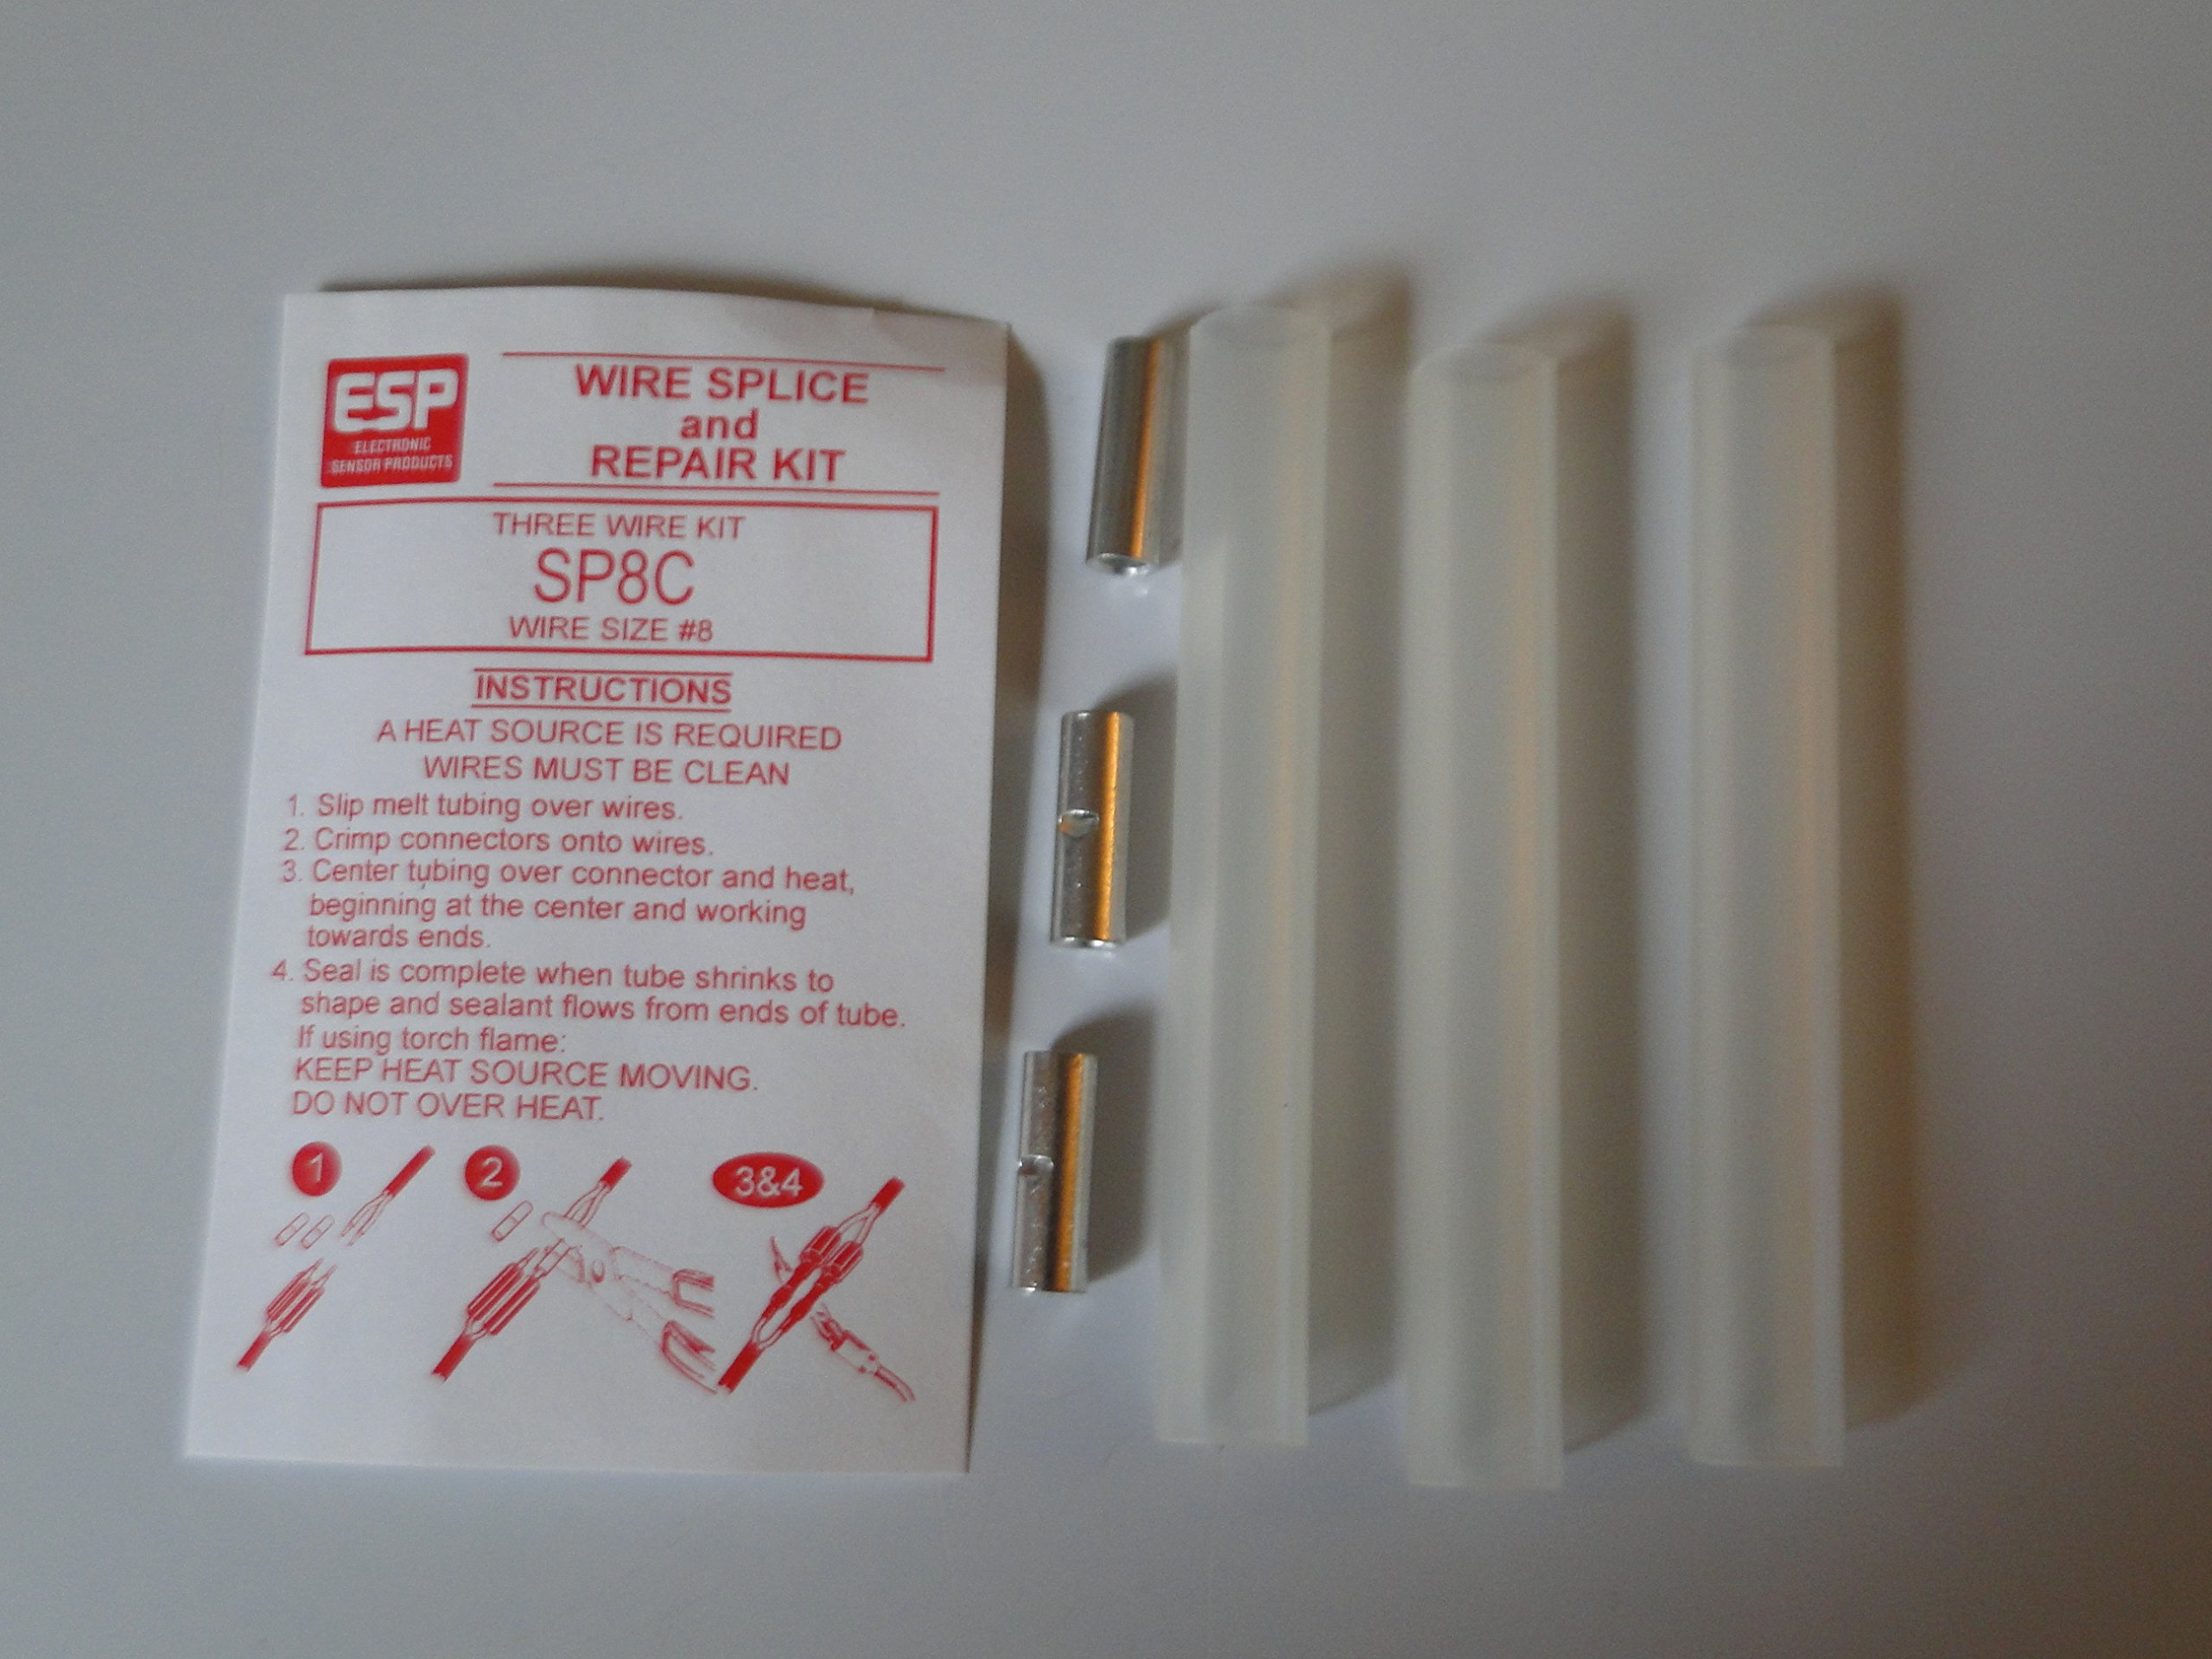 ESP
ELECTRONIC
SENSOR PRODUCTS
WIRE SPLICE
and
REPAIR KIT
THREE WIRE KIT
SP8C
WIRE SIZE #8
INSTRUCTIONS
A HEAT SOURCE IS REQUIRED
WIRES MUST BE CLEAN
1. Slip melt tubing over wires.
2. Crimp connectors onto wires.
3. Center tubing over connector and heat,
beginning at the center and working
towards ends.
4. Seal is complete when tube shrinks to
shape and sealant flows from ends of tube.
If using torch flame:
KEEP HEAT SOURCE MOVING.
DO NOT OVER HEAT.
1 2 3&4